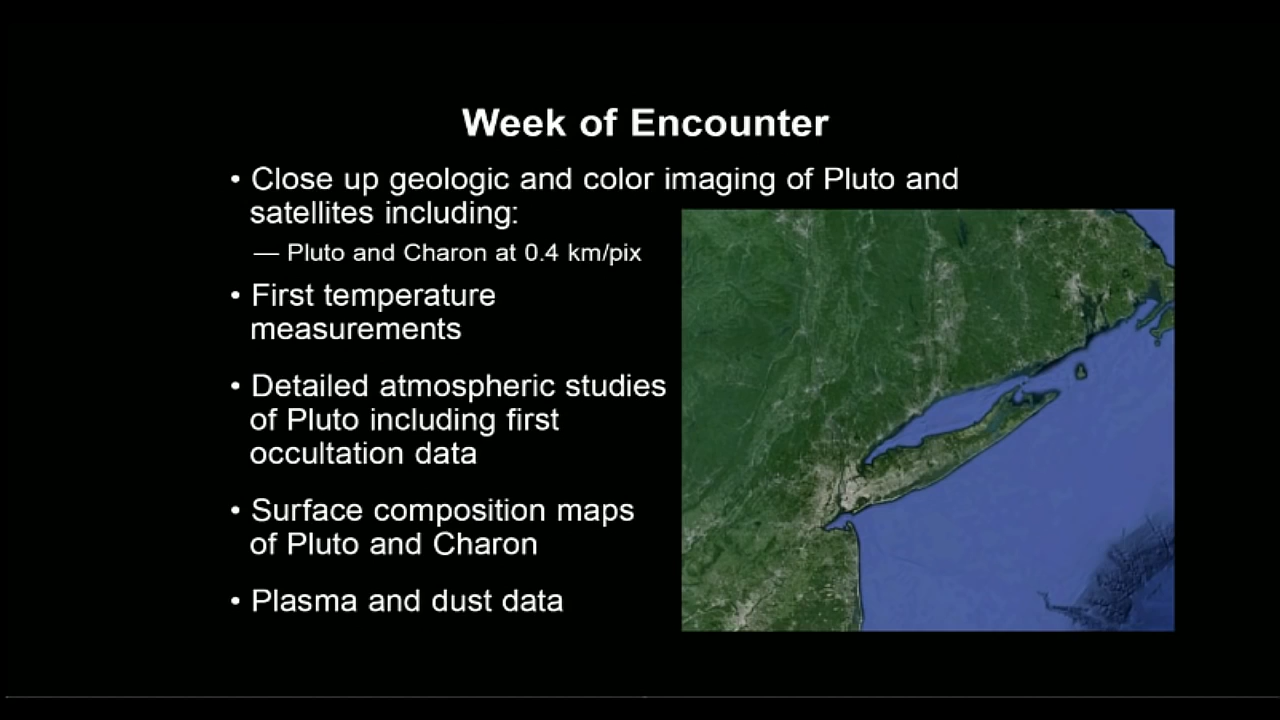 Week of Encounter
• Close up geologic and color imaging of Pluto and
satellites including:
— Pluto and Charon at 0.4 km/pix
• First temperature
measurements
• Detailed atmospheric studies
of Pluto including first
occultation data
• Surface composition maps
of Pluto and Charon
• Plasma and dust data